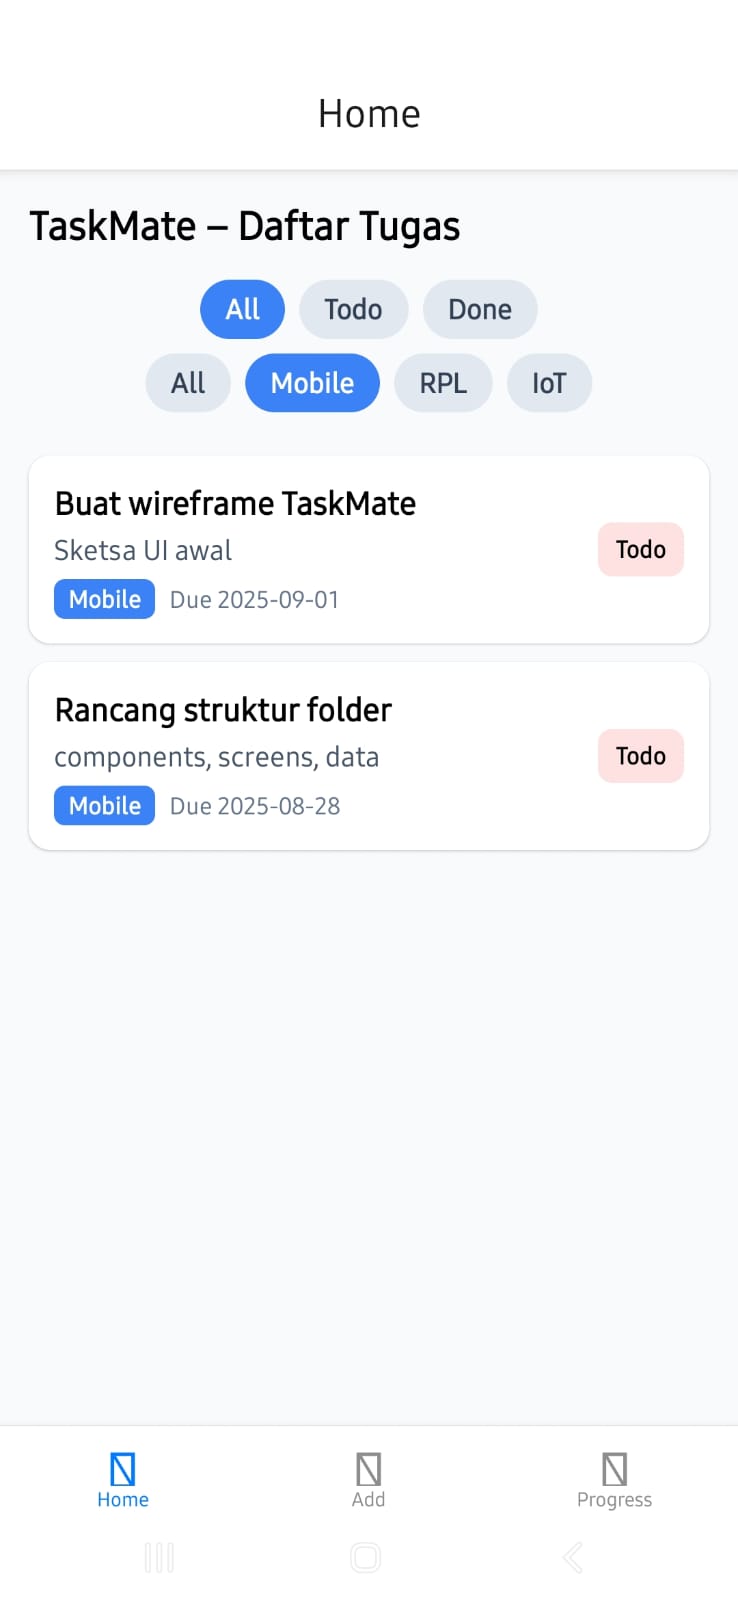 Home
TaskMate – Daftar Tugas
All Todo Done
All Mobile RPL IoT
Buat wireframe TaskMate
Sketsa UI awal
Todo
Mobile Due 2025-09-01
Rancang struktur folder
components, screens, data
Todo
Mobile Due 2025-08-28
Home Add Progress